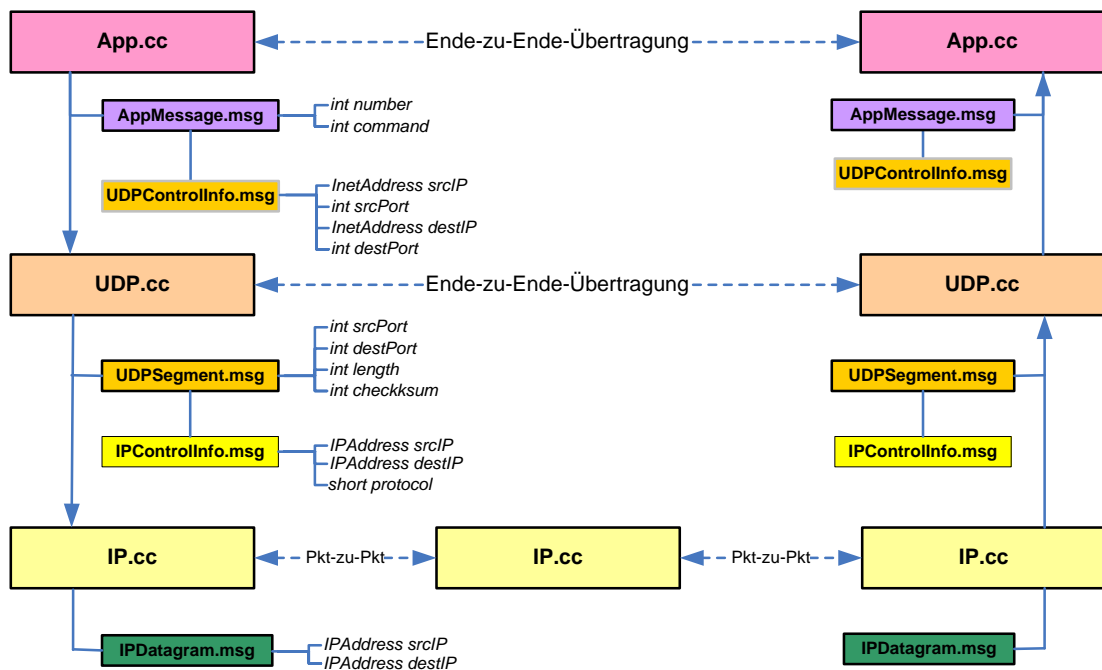 App.cc
Ende-zu-Ende-Übertragung
App.cc
AppMessage.msg
int number
int command
AppMessage.msg
UDPControlInfo.msg
InetAddress srcIP
int srcPort
InetAddress destIP
int destPort
UDPControlInfo.msg
UDP.cc
Ende-zu-Ende-Übertragung
UDP.cc
UDPSegment.msg
int srcPort
int destPort
int length
int checkksum
UDPSegment.msg
IPControlInfo.msg
IPAddress srcIP
IPAddress destIP
short protocol
IPControlInfo.msg
IP.cc
Pkt-zu-Pkt
IP.cc
Pkt-zu-Pkt
IP.cc
IPDatagram.msg
IPAddress srcIP
IPAddress destIP
IPDatagram.msg